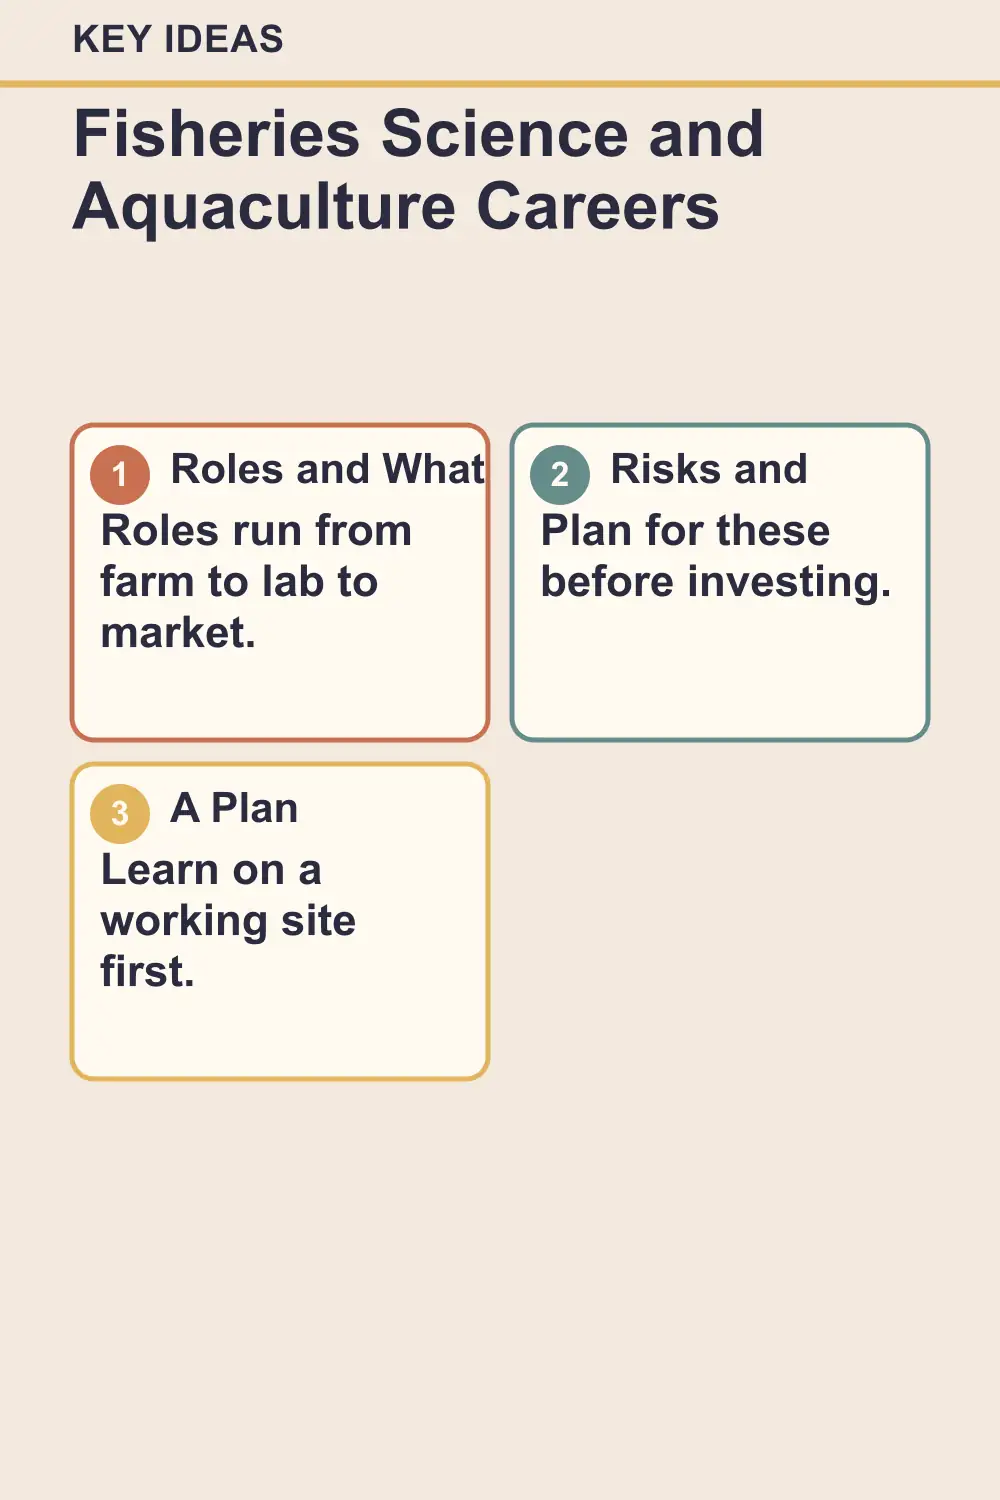 KEY IDEAS
Fisheries Science and
Aquaculture Careers
1
Roles and What
Roles run from
farm to lab to
market.
2
Risks and
Plan for these
before investing.
3
A Plan
Learn on a
working site
first.